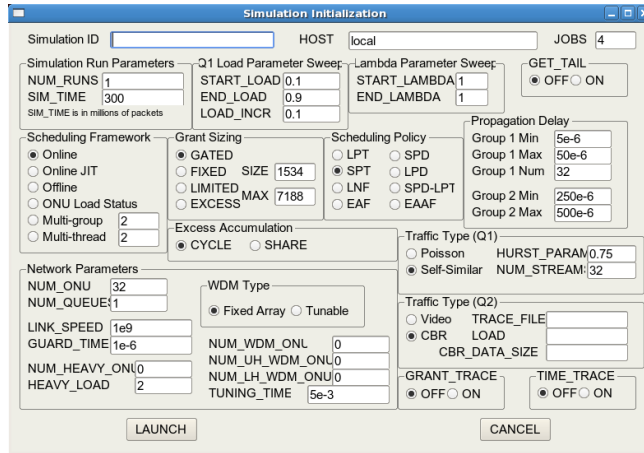 Simulation Initialization
Simulation ID HOST local JOBS 4
Simulation Run Parameters
NUM_RUNS 1
SIM_TIME 300
SIM_TIME is in millions of packets
Q1 Load Parameter Sweep
START_LOAD 0.1
END_LOAD 0.9
LOAD_INCR 0.1
Lambda Parameter Sweep
START_LAMBDA 1
END_LAMBDA 1
GET_TAIL
OFF ON
Scheduling Framework
Online
Online JIT
Offline
ONU Load Status
Multi-group 2
Multi-thread 2
Grant Sizing
GATED
FIXED SIZE 1534
LIMITED
EXCESS MAX 7188
Scheduling Policy
LPT SPD
SPT LPD
LNF SPD-LPT
EAF EAAF
Propagation Delay
Group 1 Min 5e-6
Group 1 Max 50e-6
Group 1 Num 32
Group 2 Min 250e-6
Group 2 Max 500e-6
Excess Accumulation
CYCLE SHARE
Traffic Type (Q1)
Poisson HURST_PARAM 0.75
Self-Similar NUM_STREAMS 32
Network Parameters
NUM_ONU 32
NUM_QUEUES 1
LINK_SPEED 1e9
GUARD_TIME 1e-6
NUM_HEAVY_ONU 0
HEAVY_LOAD 2
WDM Type
Fixed Array Tunable
NUM_WDM_ONU 0
NUM_UH_WDM_ONU 0
NUM_LH_WDM_ONU 0
TUNING_TIME 5e-3
Traffic Type (Q2)
Video TRACE_FILE
CBR LOAD
CBR_DATA_SIZE
GRANT_TRACE
OFF ON
TIME_TRACE
OFF ON
LAUNCH CANCEL